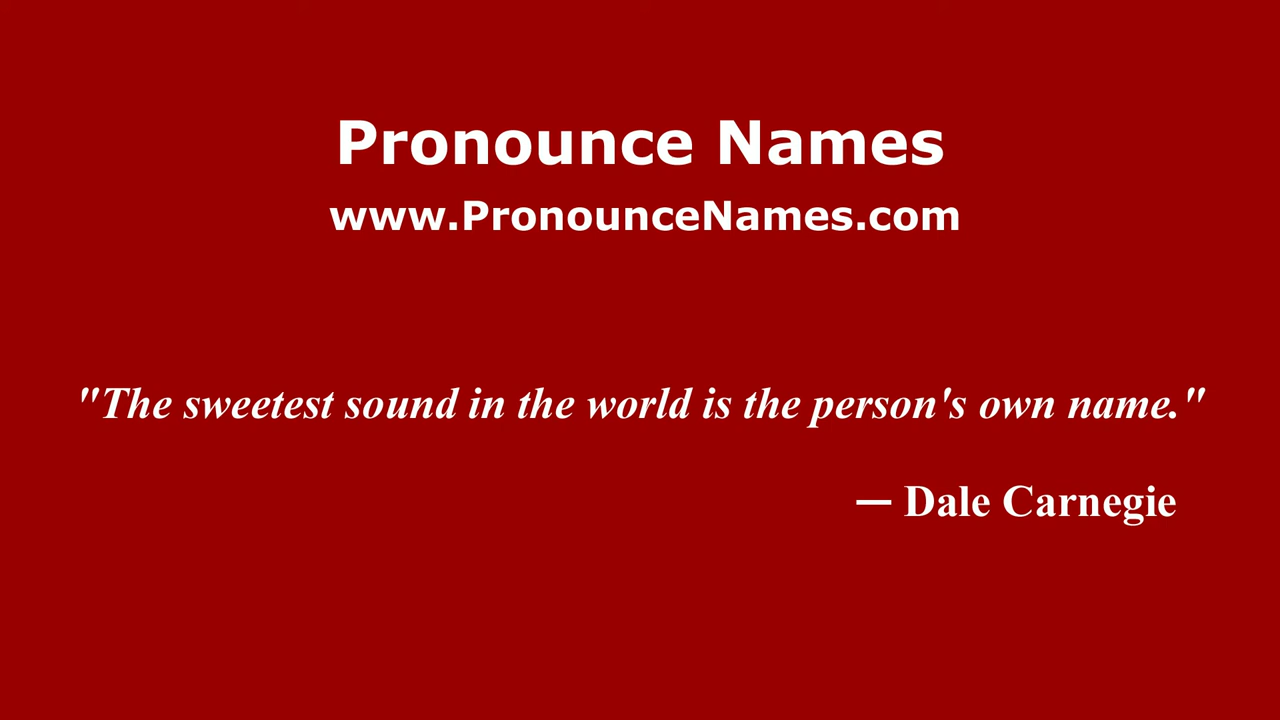 Pronounce Names
www.PronounceNames.com
"The sweetest sound in the world is the person's own name."
— Dale Carnegie